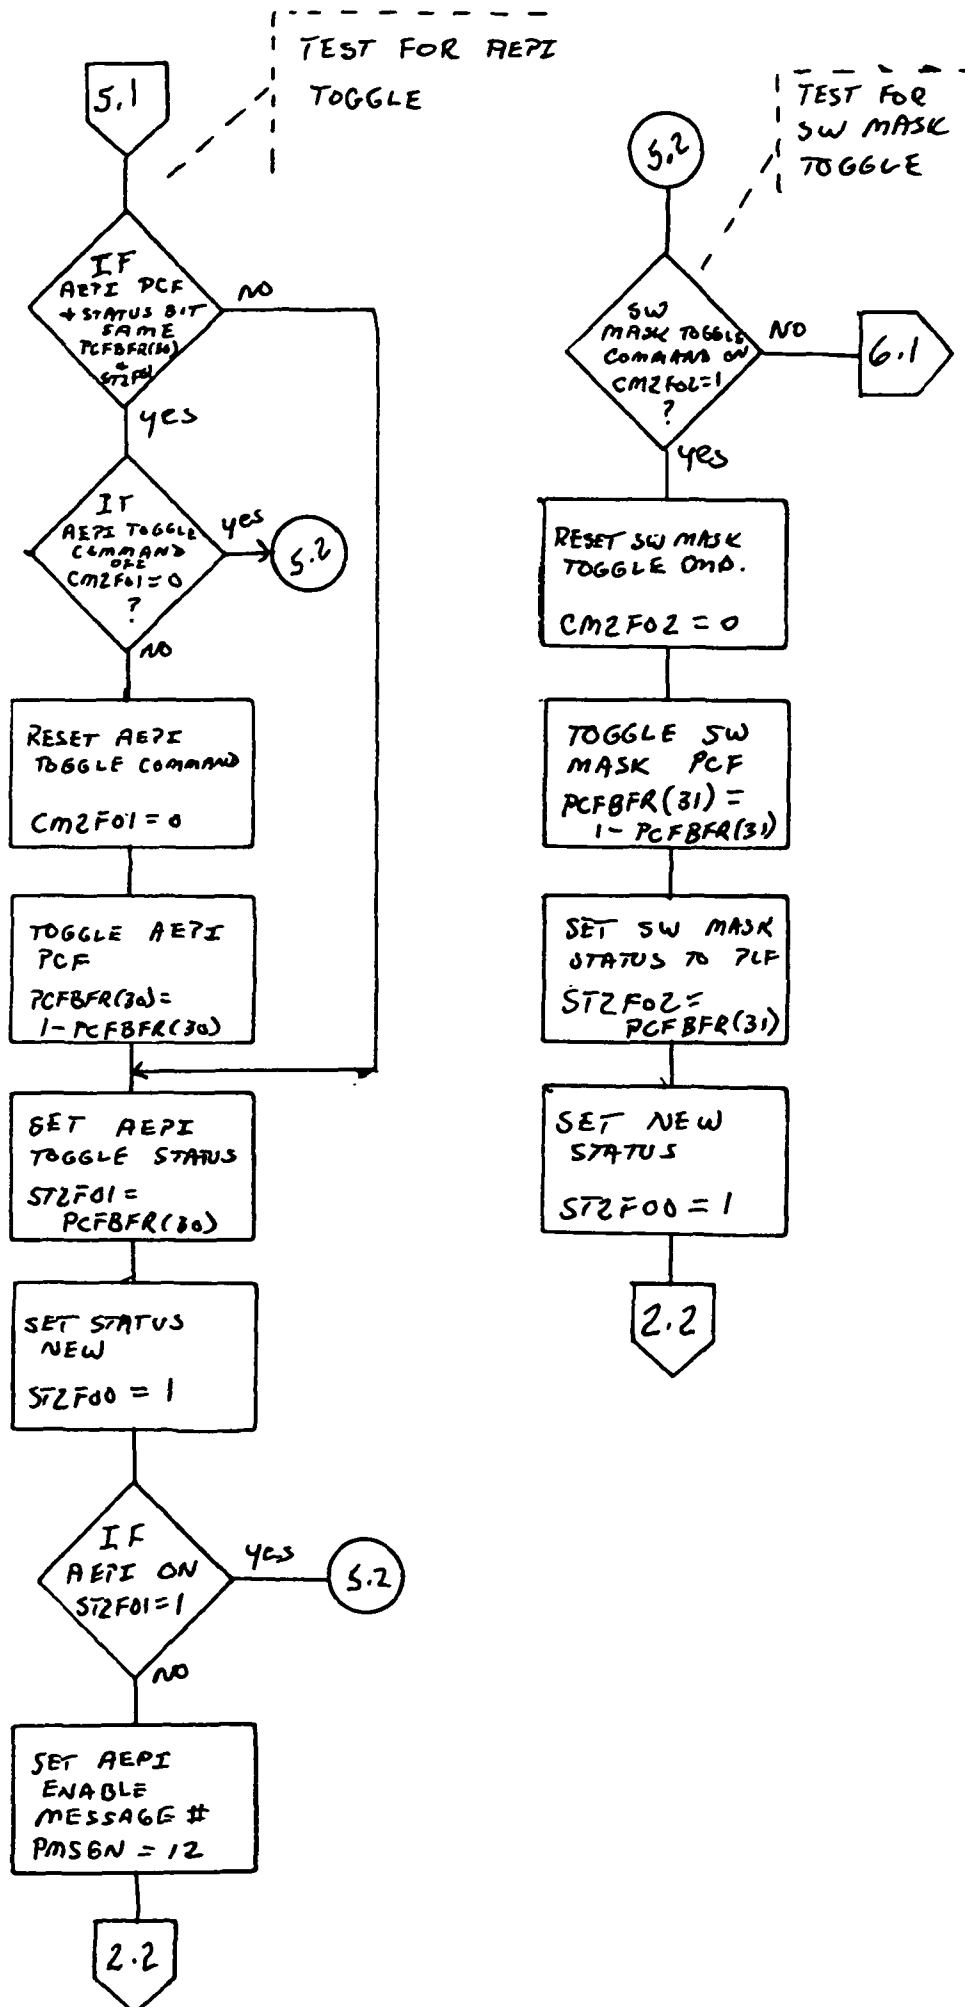 TEST FOR AEPI
TOGGLE
5.1
IF
AEPI PCF
+ STATUS BIT
SAME
PCFBFR(30)
+
ST2F01
NO
yes
IF
AEPI TOGGLE
COMMAND
OFF
CM2F01 = 0
?
yes
5.2
NO
RESET AEPI
TOGGLE COMMAND
CM2F01 = 0
TOGGLE AEPI
PCF
PCFBFR(30) =
1 - PCFBFR(30)
SET AEPI
TOGGLE STATUS
ST2F01 =
PCFBFR(30)
SET STATUS
NEW
ST2F00 = 1
IF
AEPI ON
ST2F01 = 1
yes
5.2
NO
SET AEPI
ENABLE
MESSAGE #
PMSGN = 12
2.2
TEST FOR
SW MASK
TOGGLE
5.2
SW
MASK TOGGLE
COMMAND ON
CM2F02=1
?
NO
6.1
yes
RESET SW MASK
TOGGLE CMD.
CM2F02 = 0
TOGGLE SW
MASK PCF
PCFBFR(31) =
1 - PCFBFR(31)
SET SW MASK
STATUS TO PCF
ST2F02 =
PCFBFR(31)
SET NEW
STATUS
ST2F00 = 1
2.2